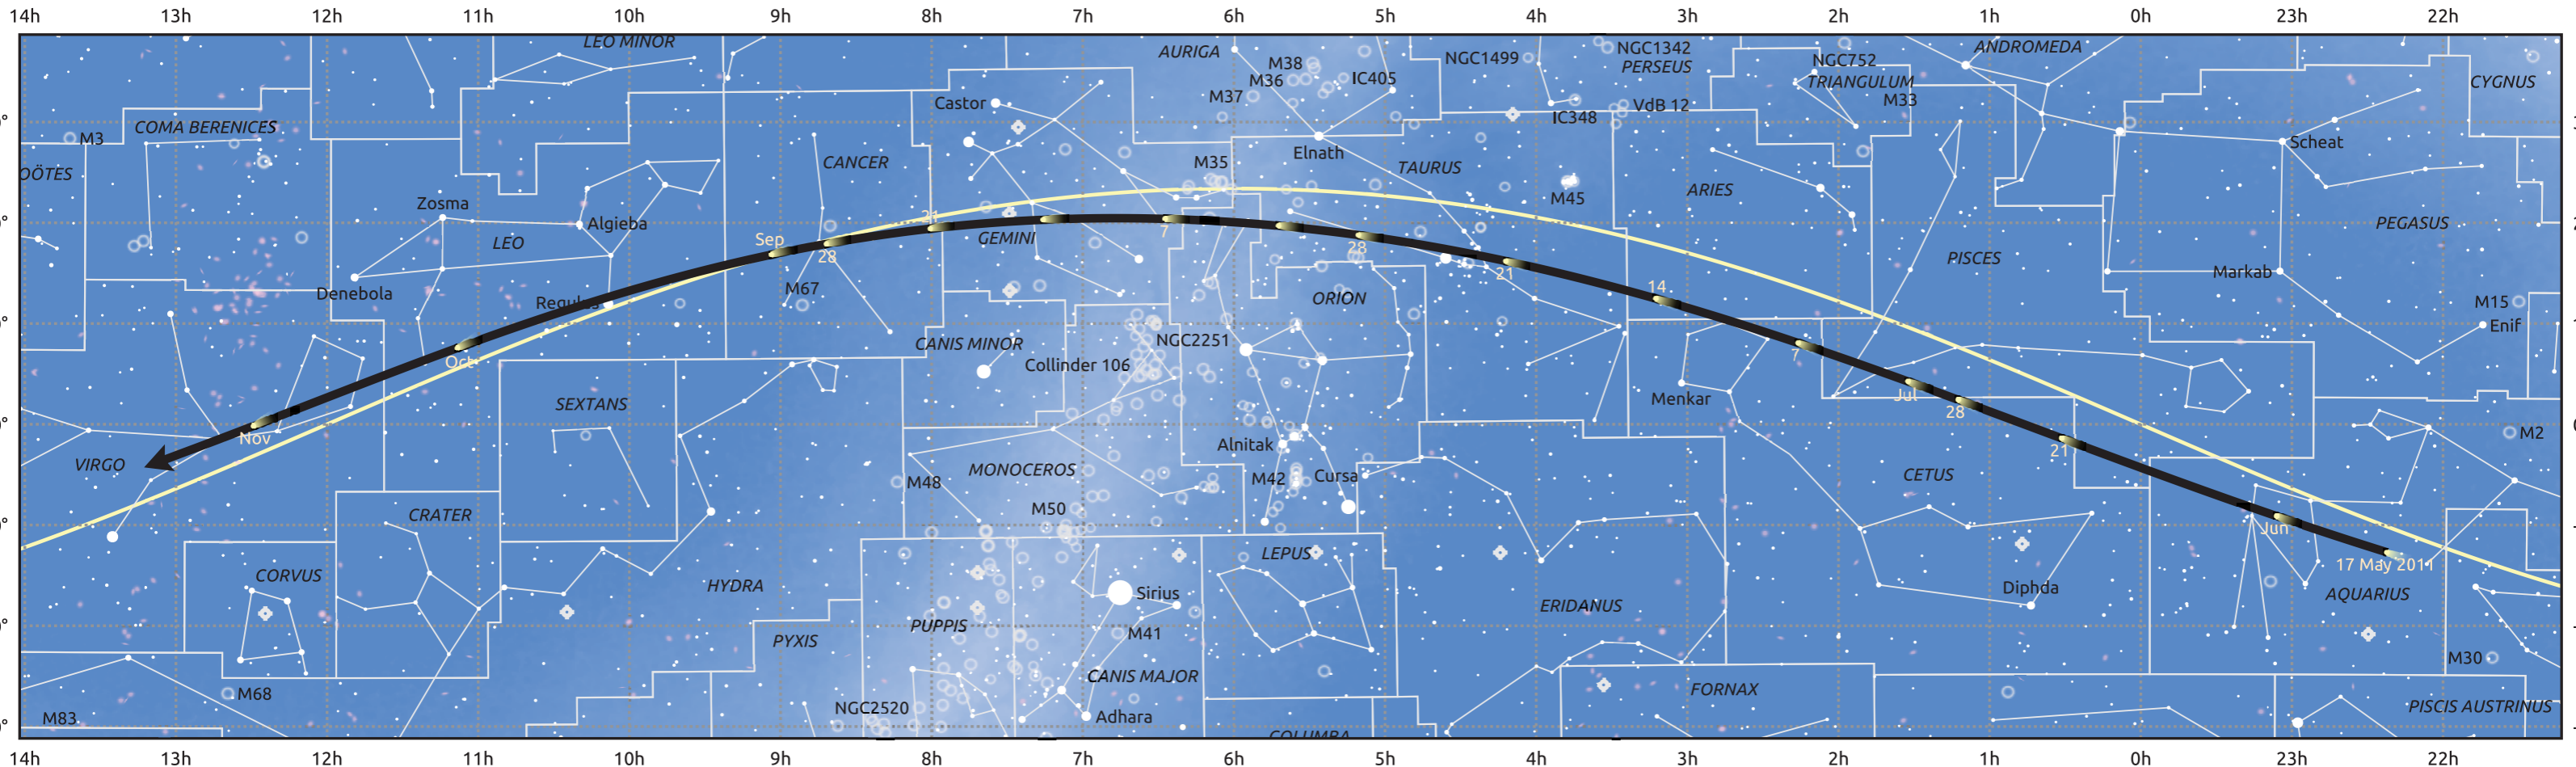 14h 13h 12h 11h 10h 9h 8h 7h 6h 5h 4h 3h 2h 1h 0h 23h 22h
LEO MINOR
AURIGA
M38
M36
M37
IC405
NGC1499
NGC1342
PERSEUS
NGC752
TRIANGULUM
M33
ANDROMEDA
CYGNUS
Castor
VdB 12
IC348
M3
COMA BERENICES
OÖTES
CANCER
M35
Elnath
TAURUS
M45
ARIES
Scheat
PEGASUS
Zosma
Algieba
LEO
Sep
28
21
GEMINI
7
28
21
14
PISCES
Markab
Denebola
Regulus
M67
ORION
M15
Enif
CANIS MINOR
NGC2251
Collinder 106
Oct
7
Jul
28
Menkar
SEXTANS
Nov
VIRGO
Alnitak
21
M2
MONOCEROS
M48
M42
Cursa
CETUS
CRATER
M50
Jun
17 May 2011
LEPUS
CORVUS
HYDRA
Sirius
ERIDANUS
Diphda
AQUARIUS
PYXIS
PUPPIS
M41
M30
CANIS MAJOR
M68
FORNAX
NGC2520
Adhara
PISCIS AUSTRINUS
M83
COLUMBA
14h 13h 12h 11h 10h 9h 8h 7h 6h 5h 4h 3h 2h 1h 0h 23h 22h